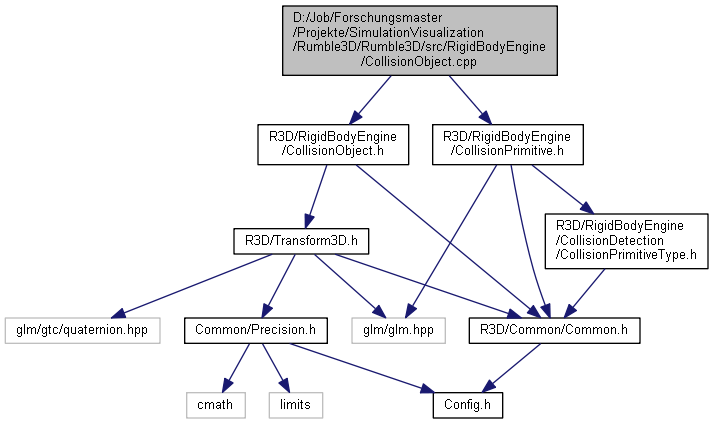 D:/Job/Forschungsmaster
/Projekte/SimulationVisualization
/Rumble3D/Rumble3D/src/RigidBodyEngine
/CollisionObject.cpp
R3D/RigidBodyEngine
/CollisionObject.h
R3D/RigidBodyEngine
/CollisionPrimitive.h
R3D/Transform3D.h
R3D/RigidBodyEngine
/CollisionDetection
/CollisionPrimitiveType.h
glm/gtc/quaternion.hpp
Common/Precision.h
glm/glm.hpp
R3D/Common/Common.h
cmath
limits
Config.h